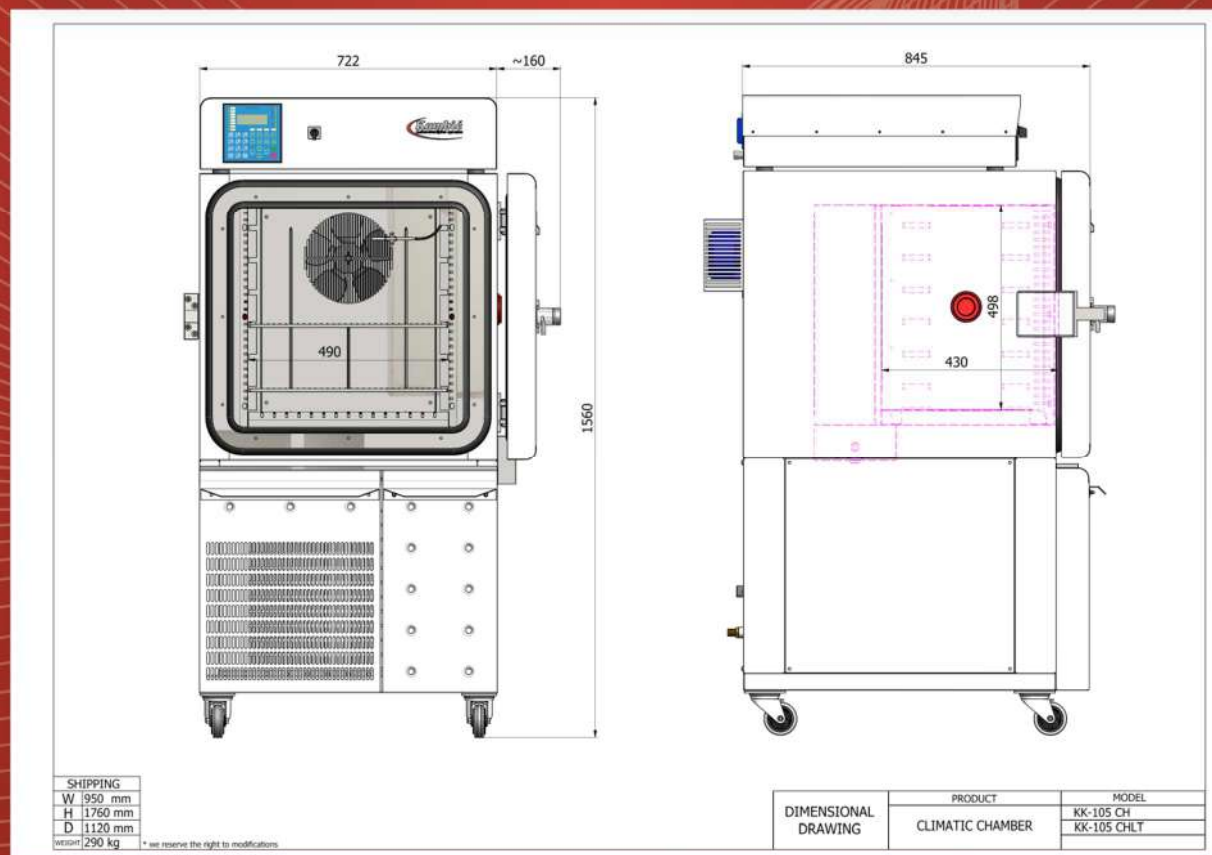 722
~160
845
Kambič
490
1560
498
430
SHIPPING
W 950 mm
H 1760 mm
D 1120 mm
WEIGHT 290 kg
* we reserve the right to modifications
DIMENSIONAL DRAWING
PRODUCT
CLIMATIC CHAMBER
MODEL
KK-105 CH
KK-105 CHLT